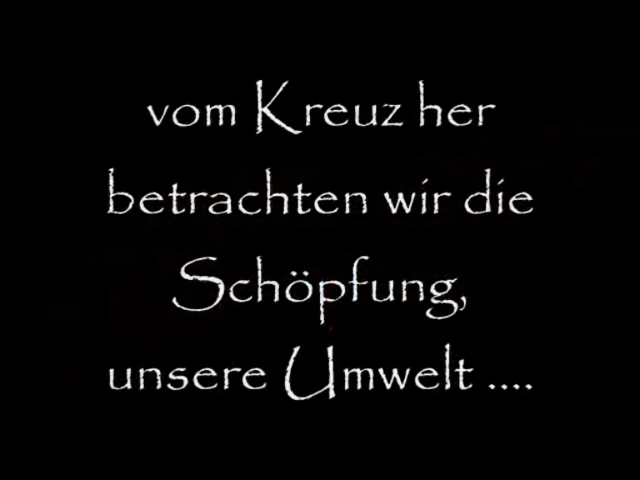 vom Kreuz her
betrachten wir die
Schöpfung,
unsere Umwelt ....